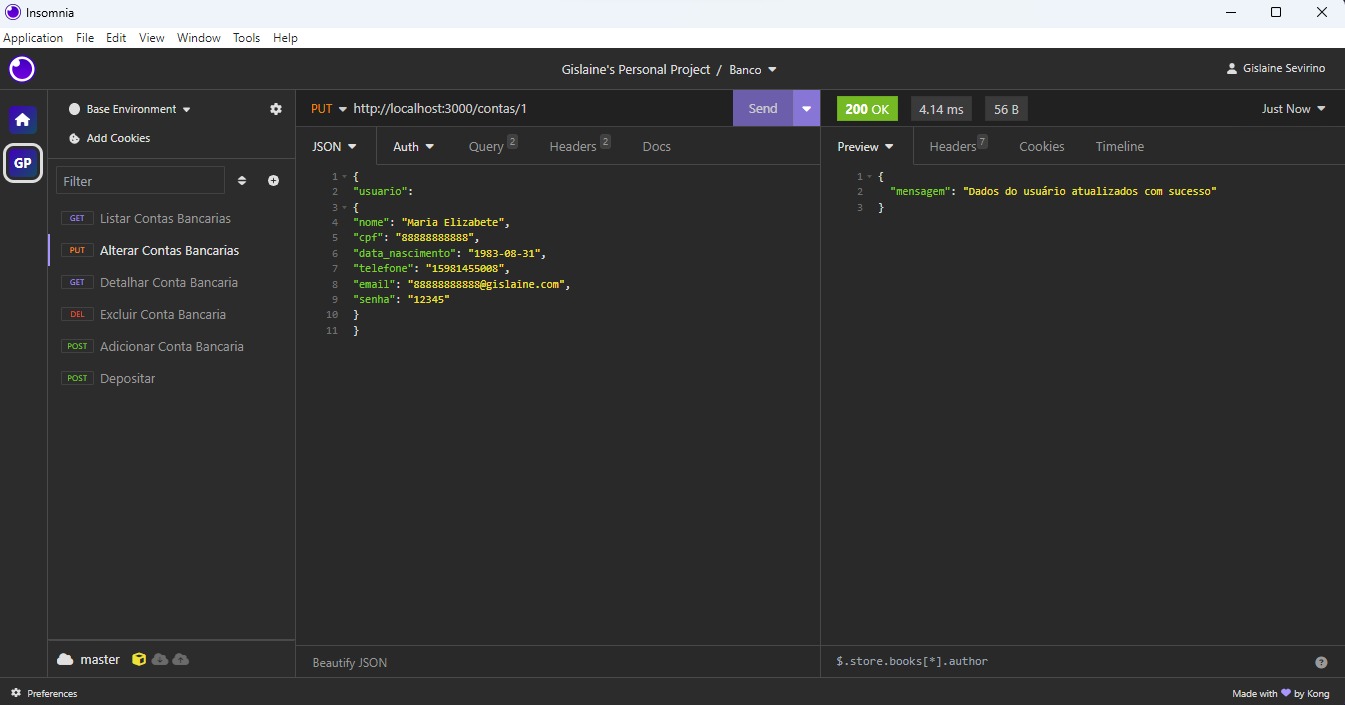 Insomnia
Application File Edit View Window Tools Help
Gislaine's Personal Project / Banco
Gislaine Sevirino
Base Environment
Add Cookies
GP
Filter
GET Listar Contas Bancarias
PUT Alterar Contas Bancarias
GET Detalhar Conta Bancaria
DEL Excluir Conta Bancaria
POST Adicionar Conta Bancaria
POST Depositar
master
PUT http://localhost:3000/contas/1 Send
JSON Auth Query 2 Headers 2 Docs
1 {
2 "usuario":
3 {
4 "nome": "Maria Elizabete",
5 "cpf": "88888888888",
6 "data_nascimento": "1983-08-31",
7 "telefone": "15981455008",
8 "email": "88888888888@gislaine.com",
9 "senha": "12345"
10 }
11 }
Beautify JSON
200 OK 4.14 ms 56 B Just Now
Preview Headers 7 Cookies Timeline
1 {
2 "mensagem": "Dados do usuário atualizados com sucesso"
3 }
$.store.books[*].author
Preferences
Made with 💜 by Kong